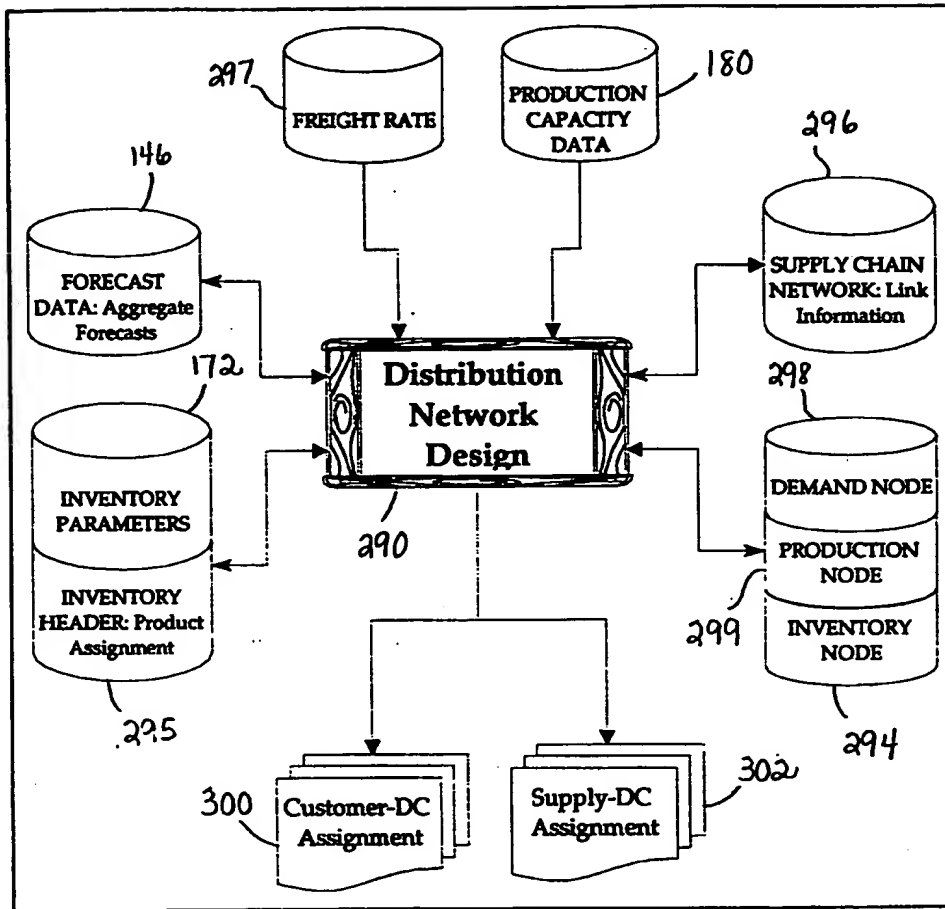 297
FREIGHT RATE
180
PRODUCTION
CAPACITY
DATA
146
FORECAST
DATA: Aggregate
Forecasts
296
SUPPLY CHAIN
NETWORK: Link
Information
172
INVENTORY
PARAMETERS
INVENTORY
HEADER: Product
Assignment
295
Distribution
Network
Design
290
298
DEMAND NODE
PRODUCTION
NODE
299
INVENTORY
NODE
294
300
Customer-DC
Assignment
Supply-DC
Assignment
302